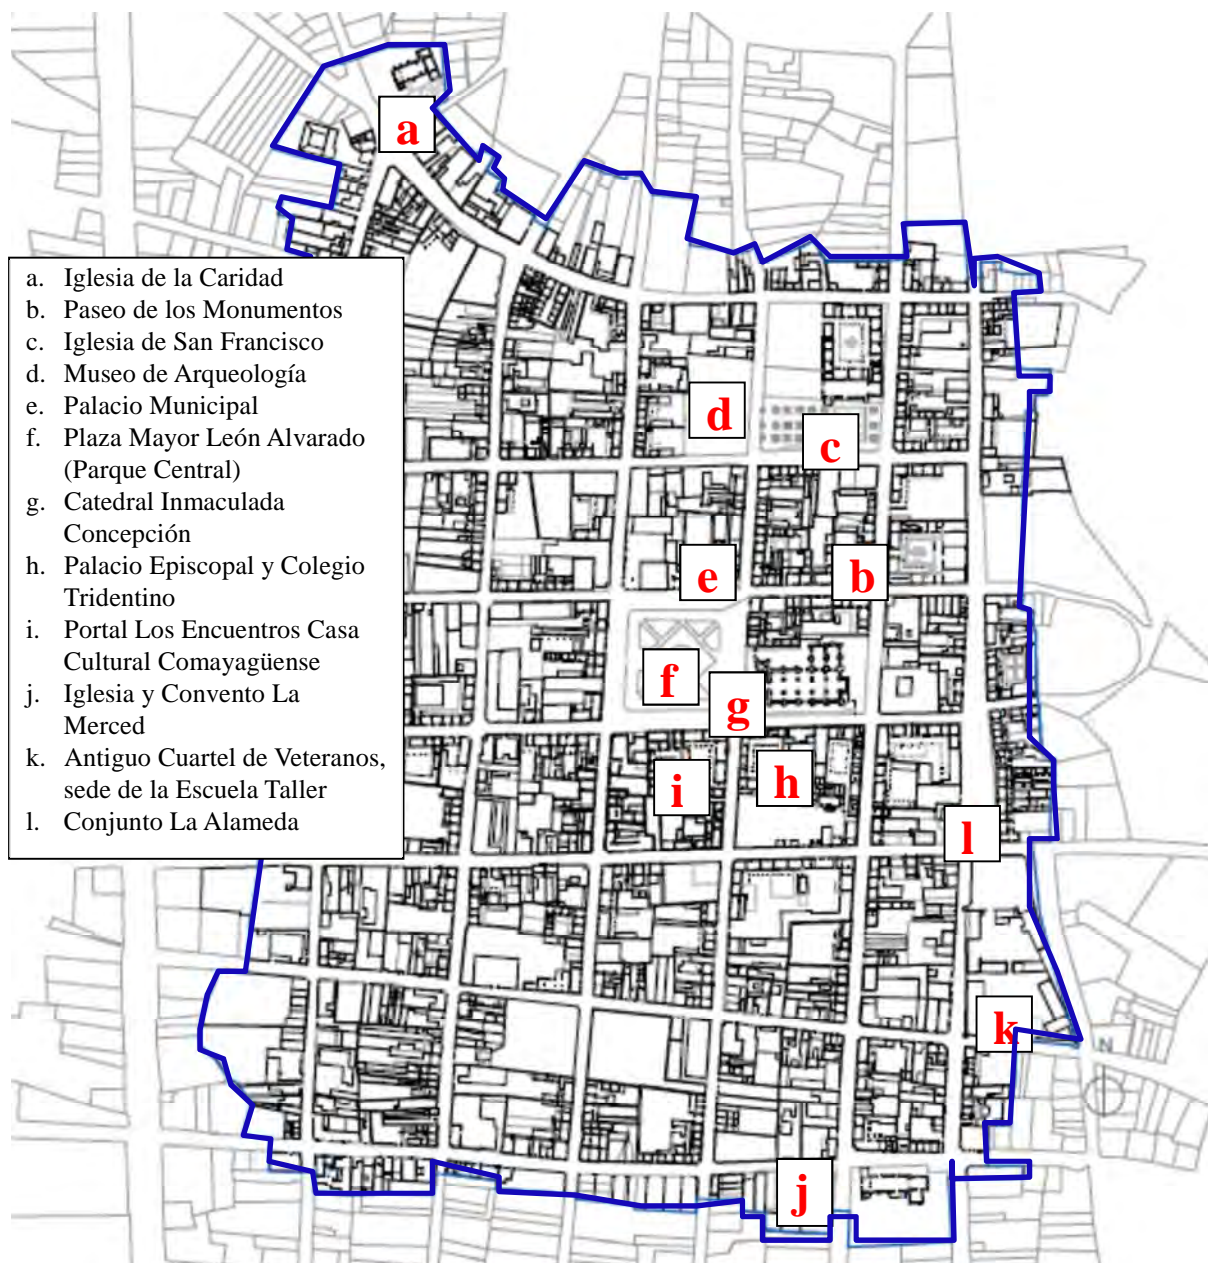 a
a. Iglesia de la Caridad
b. Paseo de los Monumentos
c. Iglesia de San Francisco
d. Museo de Arqueología
e. Palacio Municipal
f. Plaza Mayor León Alvarado
(Parque Central)
g. Catedral Inmaculada
Concepción
h. Palacio Episcopal y Colegio
Tridentino
i. Portal Los Encuentros Casa
Cultural Comayagüense
j. Iglesia y Convento La
Merced
k. Antiguo Cuartel de Veteranos,
sede de la Escuela Taller
l. Conjunto La Alameda
d
c
e
b
f
g
i
h
l
k
N
j